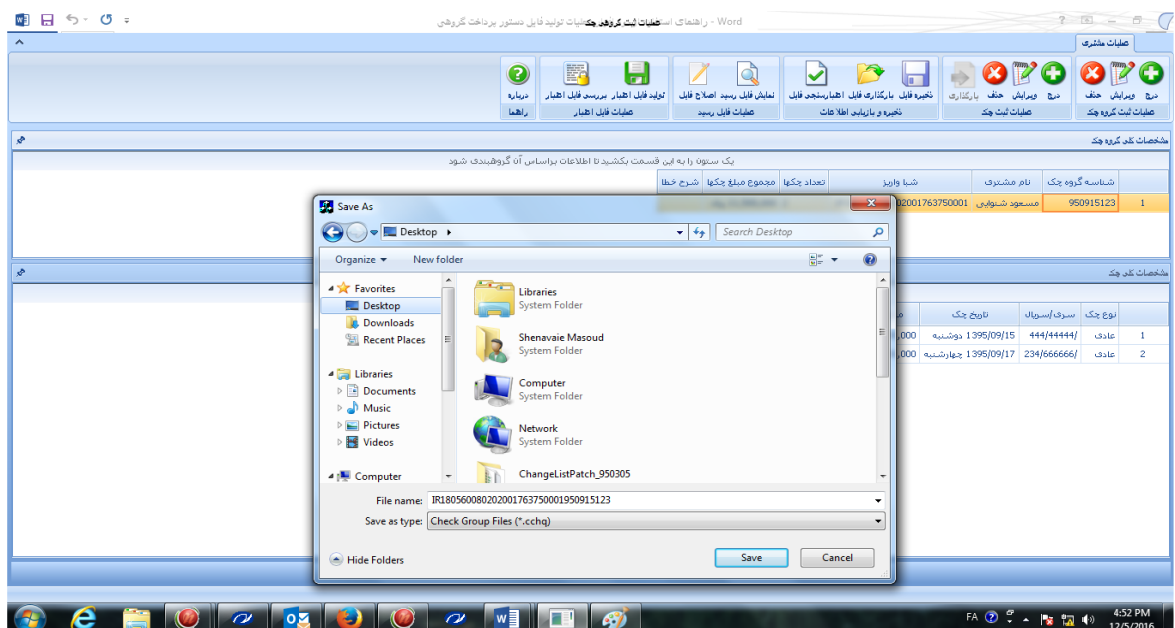 Word - راهنمای است
عملیات ثبت گروهی چک
عملیات تولید فایل دستور پرداخت گروهی
عملیات مشتری
درج ویرایش حذف
عملیات ثبت گروه چک
درج ویرایش حذف بارگذاری
عملیات ثبت چک
ذخیره فایل بارگذاری فایل اعتبارسنجی فایل
ذخیره و بازیابی اطلاعات
نمایش فایل رسید اصلاح فایل
عملیات فایل رسید
تولید فایل اظهار بررسی فایل اظهار
عملیات فایل اظهار
درباره
راهنما
مشخصات کلی گروه چک
یک ستون را به این قسمت بکشید تا اطلاعات براساس آن گروهبندی شود
شناسه گروه چک نام مشتری شبا واریز تعداد چکها مجموع مبلغ چکها شرح خطا
1 950915123 مسعود شنوایی 02001763750001
مشخصات کلی چک
نوع چک سری/سریال تاریخ چک
1 عادی 444/44444/ 1395/09/15 دوشنبه ,000
2 عادی 234/666666/ 1395/09/17 چهارشنبه ,000
Save As
Desktop
Search Desktop
Organize New folder
Favorites
Desktop
Downloads
Recent Places
Libraries
Documents
Music
Pictures
Videos
Computer
Libraries
System Folder
Shenavaie Masoud
System Folder
Computer
System Folder
Network
System Folder
ChangeListPatch_950305
File name: IR180560080202001763750001950915123
Save as type: Check Group Files (*.cchq)
Hide Folders
Save Cancel
FA
4:52 PM
12/5/2016